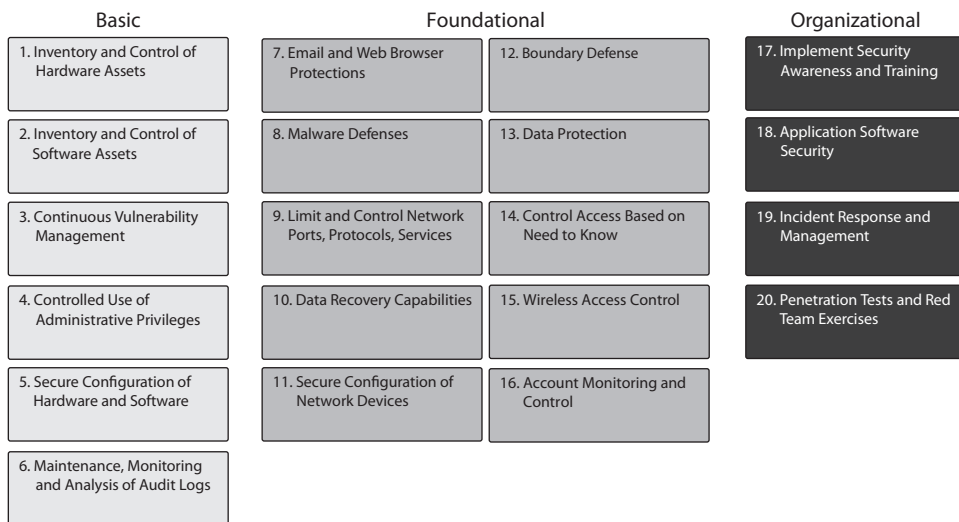 Basic
1. Inventory and Control of
Hardware Assets
2. Inventory and Control of
Software Assets
3. Continuous Vulnerability
Management
4. Controlled Use of
Administrative Privileges
5. Secure Configuration of
Hardware and Software
6. Maintenance, Monitoring
and Analysis of Audit Logs
Foundational
7. Email and Web Browser
Protections
8. Malware Defenses
9. Limit and Control Network
Ports, Protocols, Services
10. Data Recovery Capabilities
11. Secure Configuration of
Network Devices
12. Boundary Defense
13. Data Protection
14. Control Access Based on
Need to Know
15. Wireless Access Control
16. Account Monitoring and
Control
Organizational
17. Implement Security
Awareness and Training
18. Application Software
Security
19. Incident Response and
Management
20. Penetration Tests and Red
Team Exercises